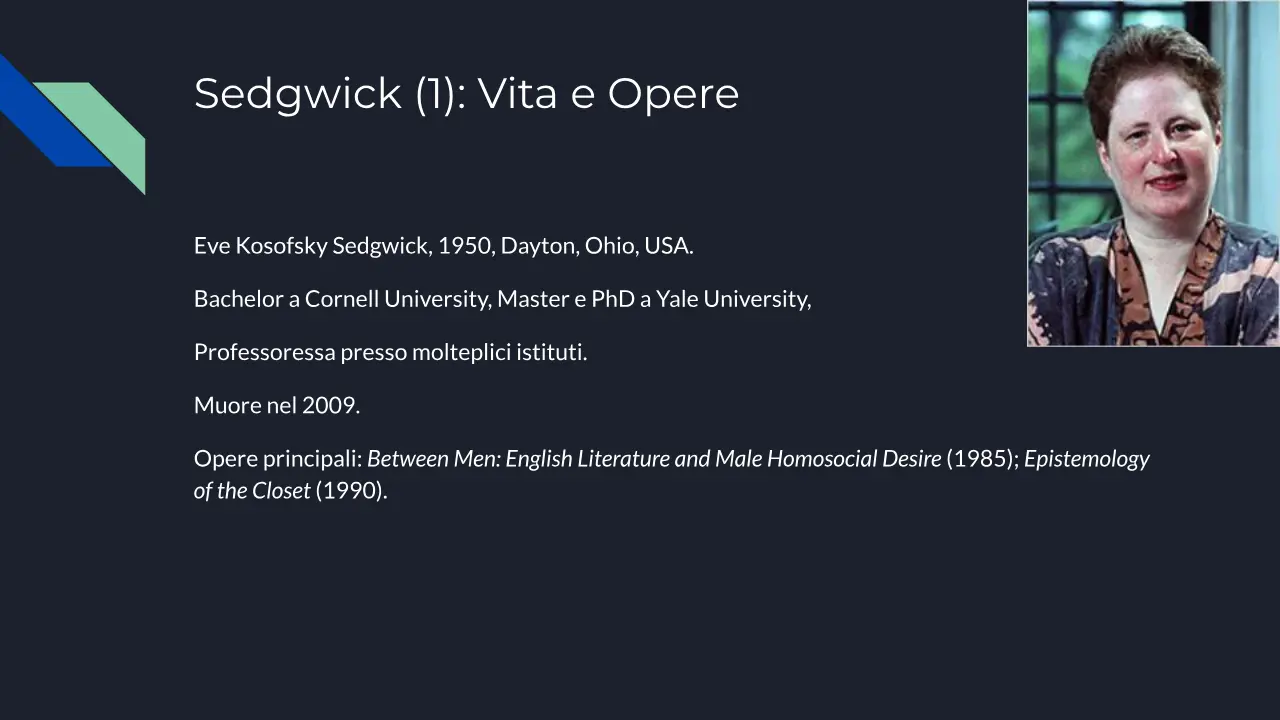 Sedgwick (1): Vita e Opere
Eve Kosofsky Sedgwick, 1950, Dayton, Ohio, USA.
Bachelor a Cornell University, Master e PhD a Yale University,
Professoressa presso molteplici istituti.
Muore nel 2009.
Opere principali: Between Men: English Literature and Male Homosocial Desire (1985); Epistemology
of the Closet (1990).